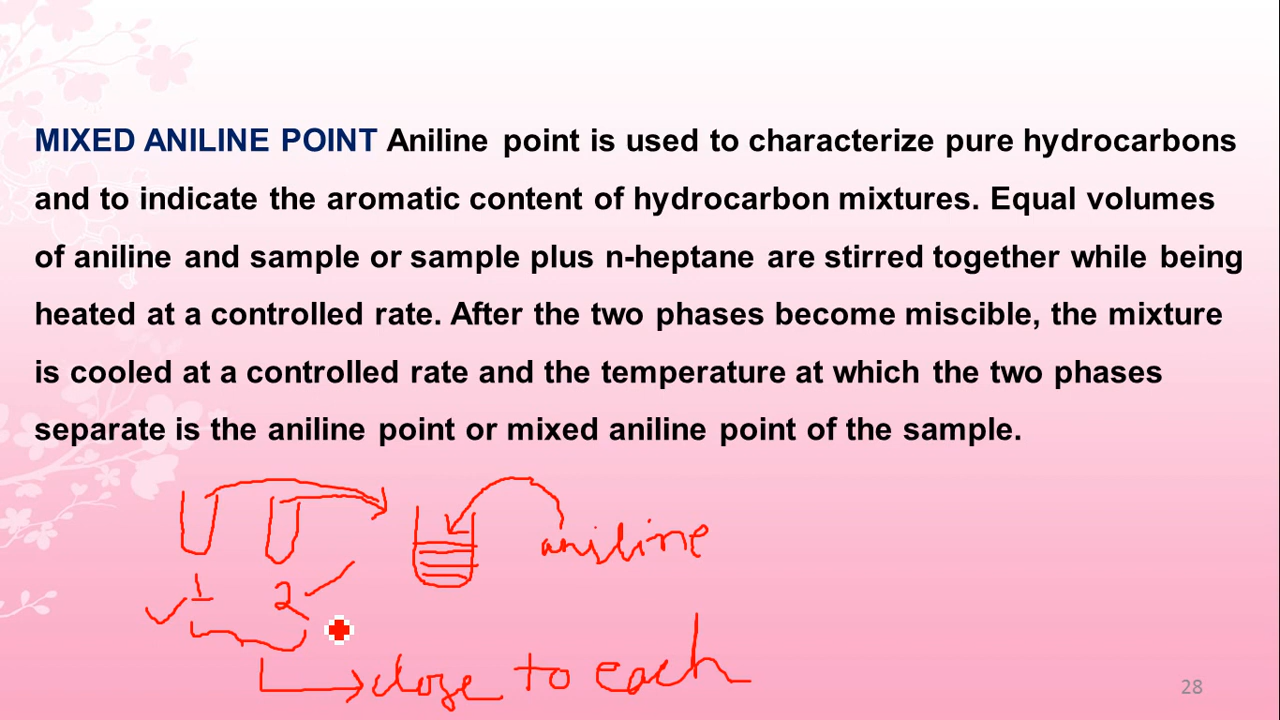 MIXED ANILINE POINT Aniline point is used to characterize pure hydrocarbons
and to indicate the aromatic content of hydrocarbon mixtures. Equal volumes
of aniline and sample or sample plus n-heptane are stirred together while being
heated at a controlled rate. After the two phases become miscible, the mixture
is cooled at a controlled rate and the temperature at which the two phases
separate is the aniline point or mixed aniline point of the sample.
aniline
1 2
close to each
28